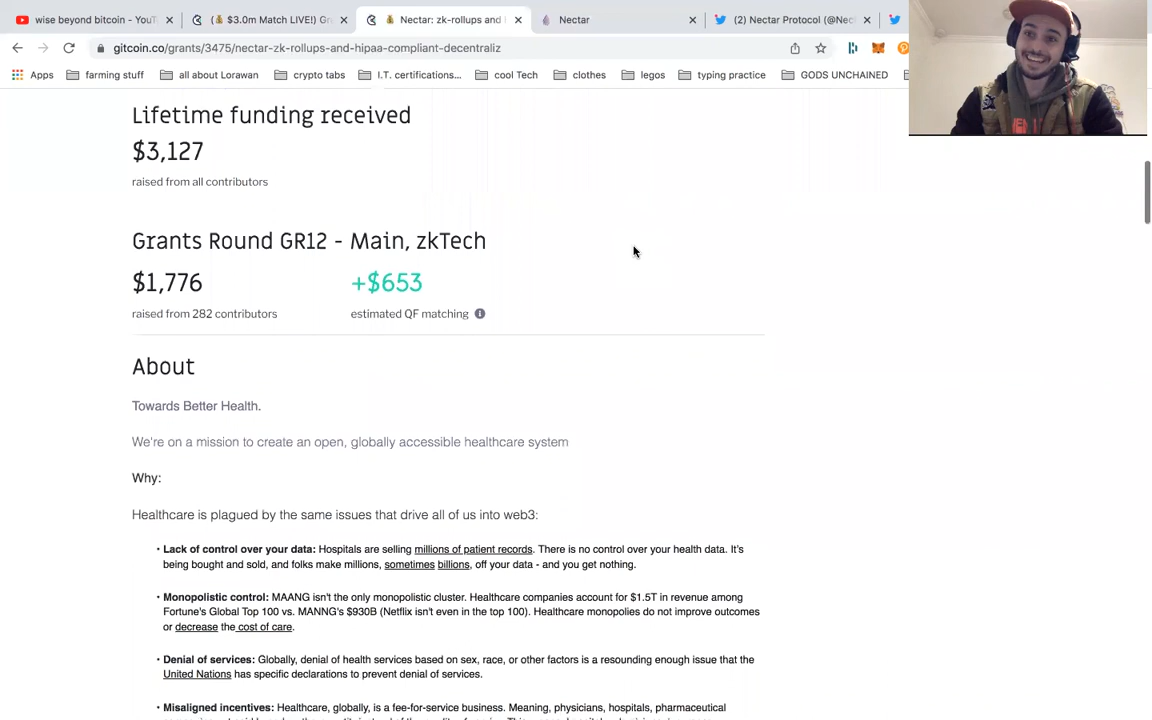 wise beyond bitcoin - YouT
( $3.0m Match LIVE!) Gr
Nectar: zk-rollups and
Nectar
(2) Nectar Protocol (@Nec
gitcoin.co/grants/3475/nectar-zk-rollups-and-hipaa-compliant-decentraliz
Apps
farming stuff
all about Lorawan
crypto tabs
I.T. certifications...
cool Tech
clothes
legos
typing practice
GODS UNCHAINED
Lifetime funding received
$3,127
raised from all contributors
Grants Round GR12 - Main, zkTech
$1,776 +$653
raised from 282 contributors estimated QF matching
About
Towards Better Health.
We're on a mission to create an open, globally accessible healthcare system
Why:
Healthcare is plagued by the same issues that drive all of us into web3:
• Lack of control over your data: Hospitals are selling millions of patient records. There is no control over your health data. It's
being bought and sold, and folks make millions, sometimes billions, off your data - and you get nothing.
• Monopolistic control: MAANG isn't the only monopolistic cluster. Healthcare companies account for $1.5T in revenue among
Fortune's Global Top 100 vs. MANNG's $930B (Netflix isn't even in the top 100). Healthcare monopolies do not improve outcomes
or decrease the cost of care.
• Denial of services: Globally, denial of health services based on sex, race, or other factors is a resounding enough issue that the
United Nations has specific declarations to prevent denial of services.
• Misaligned incentives: Healthcare, globally, is a fee-for-service business. Meaning, physicians, hospitals, pharmaceutical